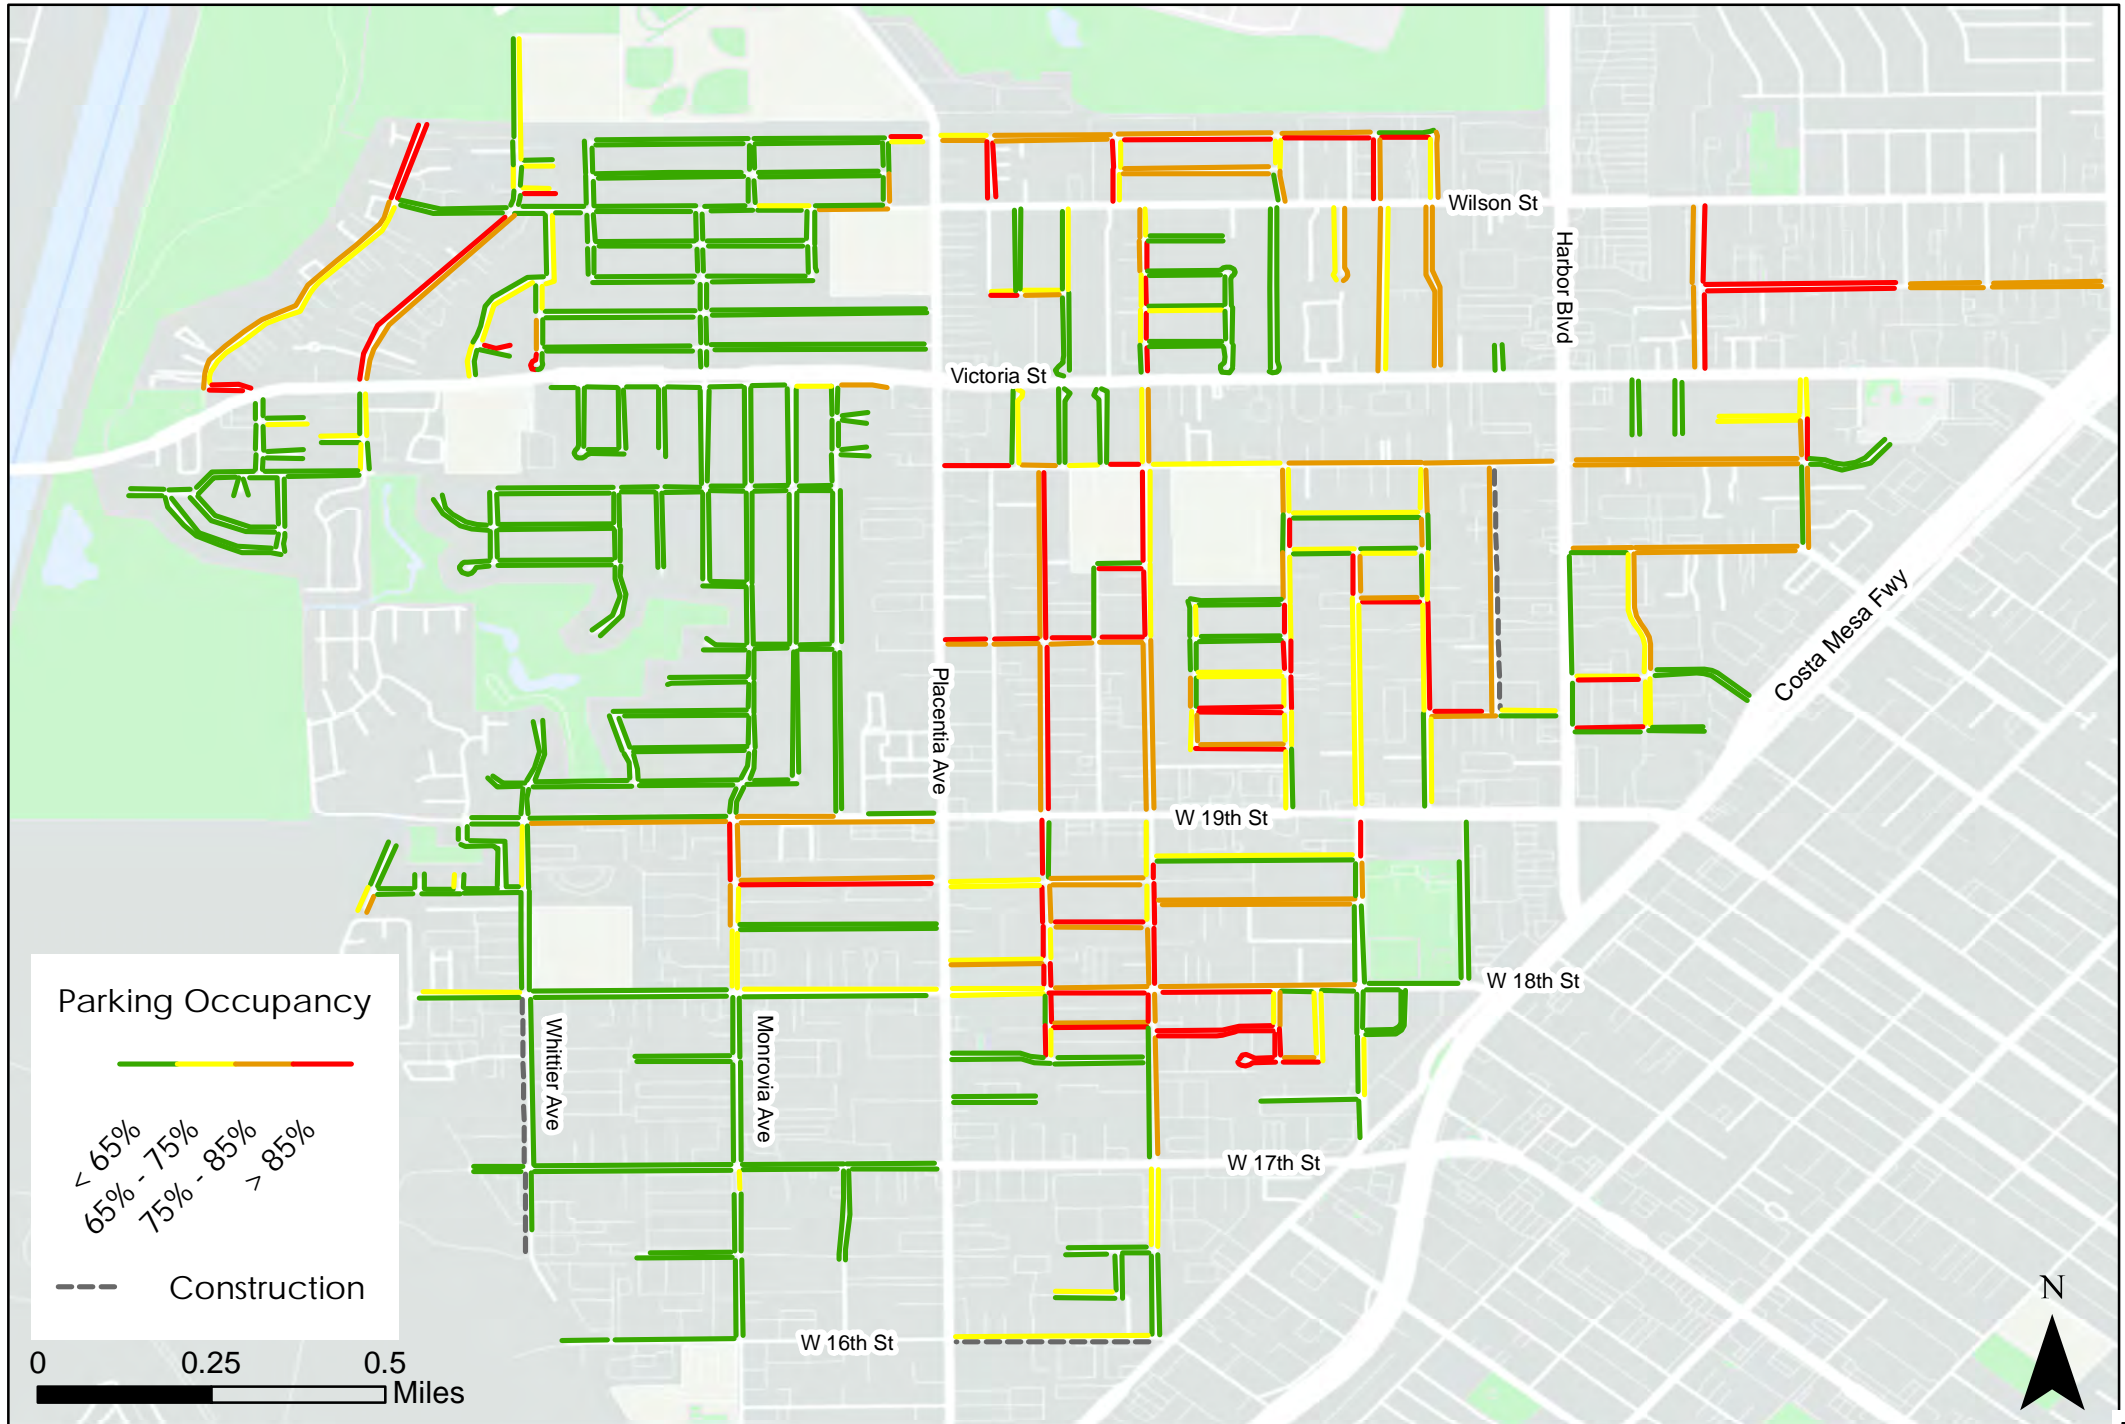 Wilson St
Harbor Blvd
Victoria St
Costa Mesa Fwy
Placentia Ave
W 19th St
W 18th St
Parking Occupancy
< 65%
65% - 75%
75% - 85%
> 85%
Construction
Whittier Ave
Monrovia Ave
W 17th St
W 16th St
N
0 0.25 0.5
Miles